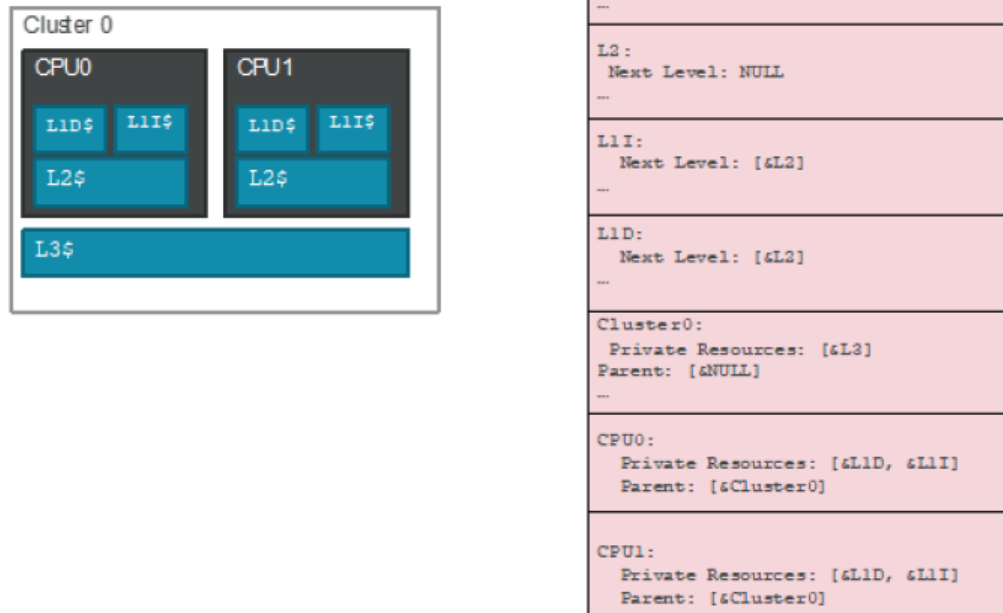 Cluster 0
CPU0
CPU1
L1D$
L1I$
L1D$
L1I$
L2$
L2$
L3$
…
L2:
Next Level: NULL
…
L1I:
Next Level: [&L2]
…
L1D:
Next Level: [&L2]
…
Cluster0:
Private Resources: [&L3]
Parent: [&NULL]
…
CPU0:
Private Resources: [&L1D, &L1I]
Parent: [&Cluster0]
CPU1:
Private Resources: [&L1D, &L1I]
Parent: [&Cluster0]